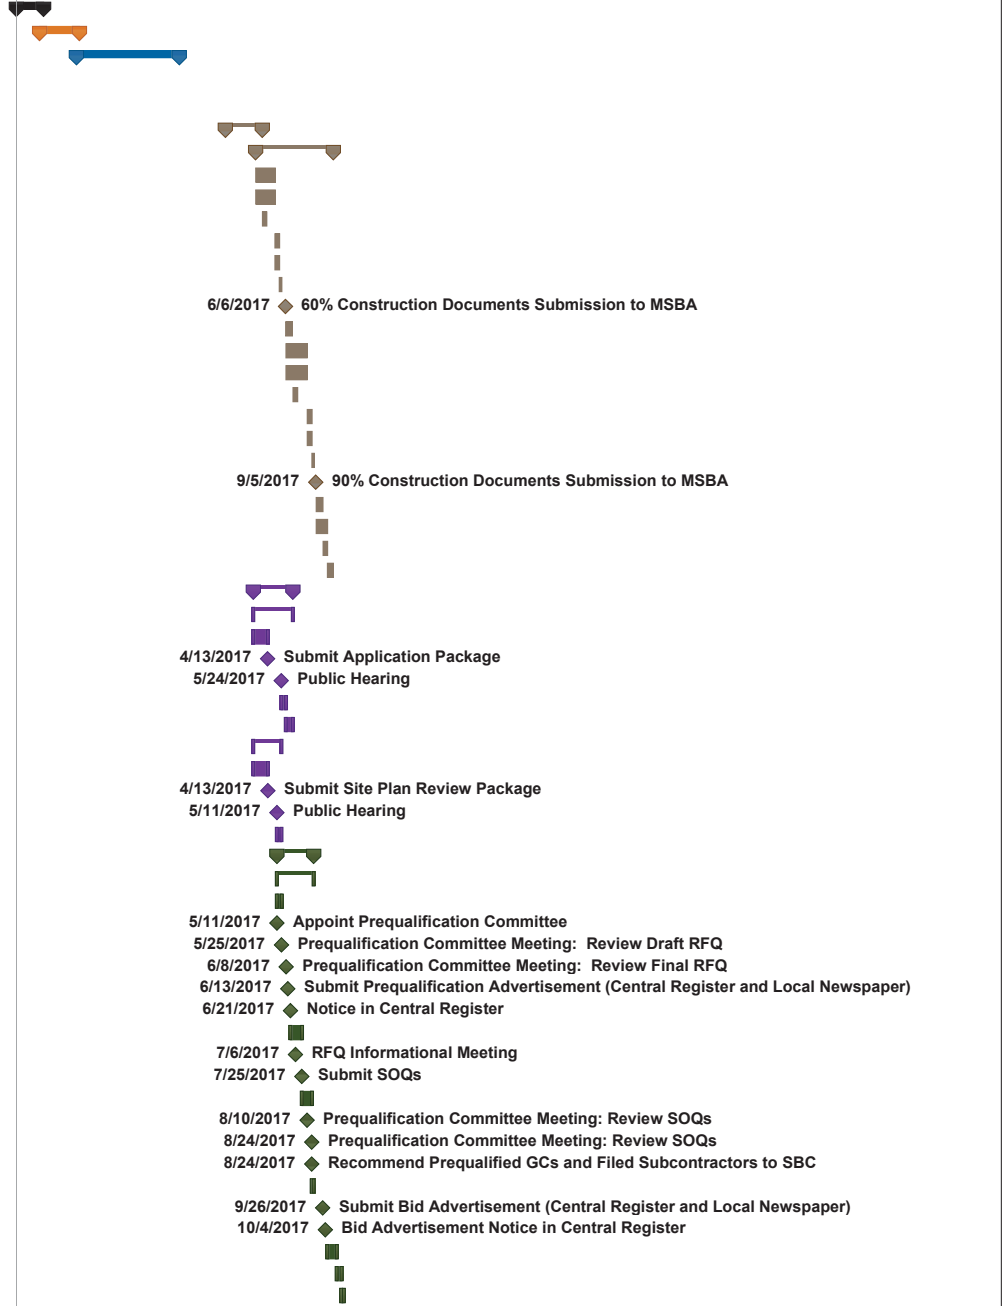 6/6/2017 60% Construction Documents Submission to MSBA
9/5/2017 90% Construction Documents Submission to MSBA
4/13/2017 Submit Application Package
5/24/2017 Public Hearing
4/13/2017 Submit Site Plan Review Package
5/11/2017 Public Hearing
5/11/2017 Appoint Prequalification Committee
5/25/2017 Prequalification Committee Meeting:  Review Draft RFQ
6/8/2017 Prequalification Committee Meeting:  Review Final RFQ
6/13/2017 Submit Prequalification Advertisement (Central Register and Local Newspaper)
6/21/2017 Notice in Central Register
7/6/2017 RFQ Informational Meeting
7/25/2017 Submit SOQs
8/10/2017 Prequalification Committee Meeting: Review SOQs
8/24/2017 Prequalification Committee Meeting: Review SOQs
8/24/2017 Recommend Prequalified GCs and Filed Subcontractors to SBC
9/26/2017 Submit Bid Advertisement (Central Register and Local Newspaper)
10/4/2017 Bid Advertisement Notice in Central Register